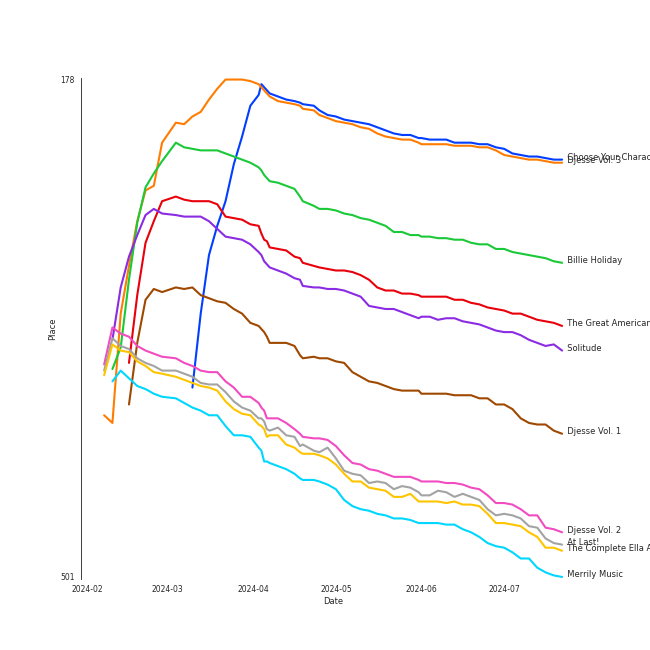 178
Choose Your Charac
Djesse Vol. 3
Billie Holiday
The Great American
Solitude
Place
Djesse Vol. 1
Djesse Vol. 2
At Last!
The Complete Ella A
Merrily Music
501
2024-02 2024-03 2024-04 2024-05 2024-06 2024-07
Date